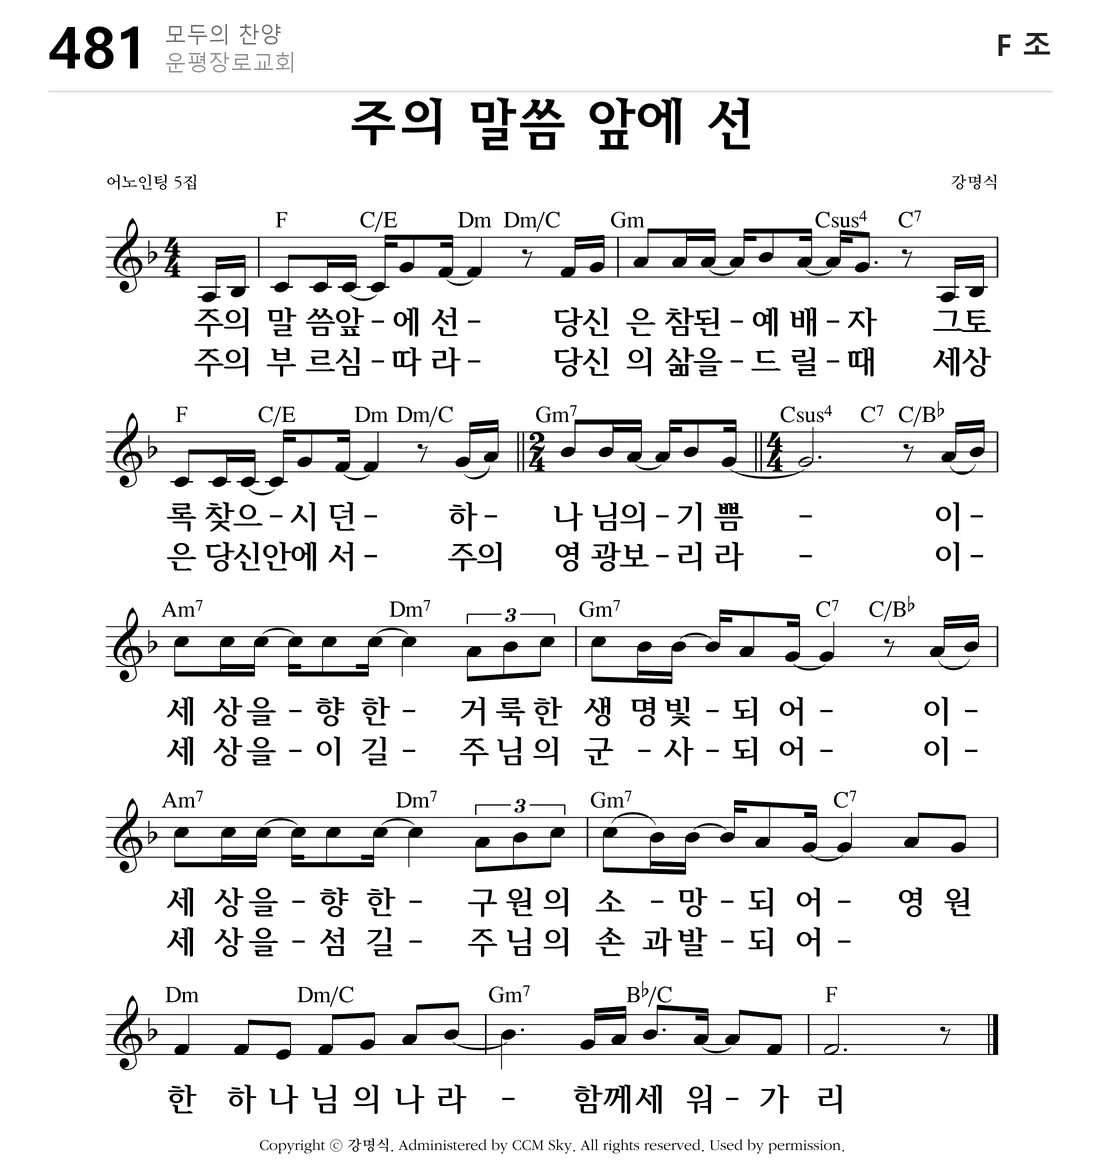 481 모두의 찬양
운평장로교회
F 조
주의 말씀 앞에 선
어노인팅 5집 강명식
F C/E Dm Dm/C Gm Csus4 C7
4/4
주의 말 씀앞 - 에 선 - 당신 은 참된 - 예 배 - 자 그토
주의 부 르심 - 따 라 - 당신 의 삶을 - 드 릴 - 때 세상
F C/E Dm Dm/C Gm7 Csus4 C7 C/B♭
2/4 4/4
록 찾으 - 시 던 - 하 - 나 님의 - 기 쁨 - 이 -
은 당신안에 서 - 주의 영 광보 - 리 라 - 이 -
Am7 Dm7 3 Gm7 C7 C/B♭
세 상을 - 향 한 - 거 룩 한 생 명빛 - 되 어 - 이 -
세 상을 - 이 길 - 주 님 의 군 - 사 - 되 어 - 이 -
Am7 Dm7 3 Gm7 C7
세 상을 - 향 한 - 구 원 의 소 - 망 - 되 어 - 영 원
세 상을 - 섬 길 - 주 님 의 손 과발 - 되 어 -
Dm Dm/C Gm7 B♭/C F
한 하 나 님 의 나 라 - 함께세 워 - 가 리
Copyright ⓒ 강명식. Administered by CCM Sky. All rights reserved. Used by permission.